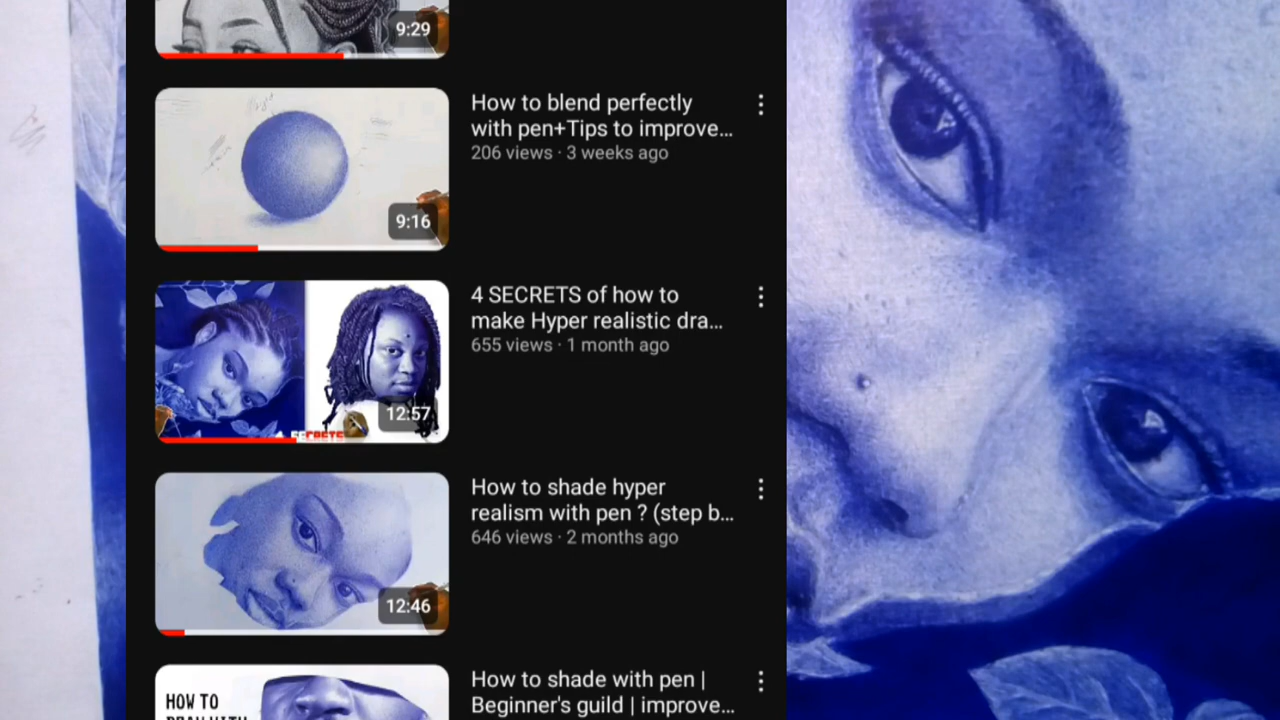 9:29
How to blend perfectly
with pen+Tips to improve...
206 views · 3 weeks ago
9:16
4 SECRETS of how to
make Hyper realistic dra...
655 views · 1 month ago
12:57
SECRETS
How to shade hyper
realism with pen ? (step b...
646 views · 2 months ago
12:46
How to shade with pen |
Beginner's guild | improve...
HOW TO
DRAW WITH